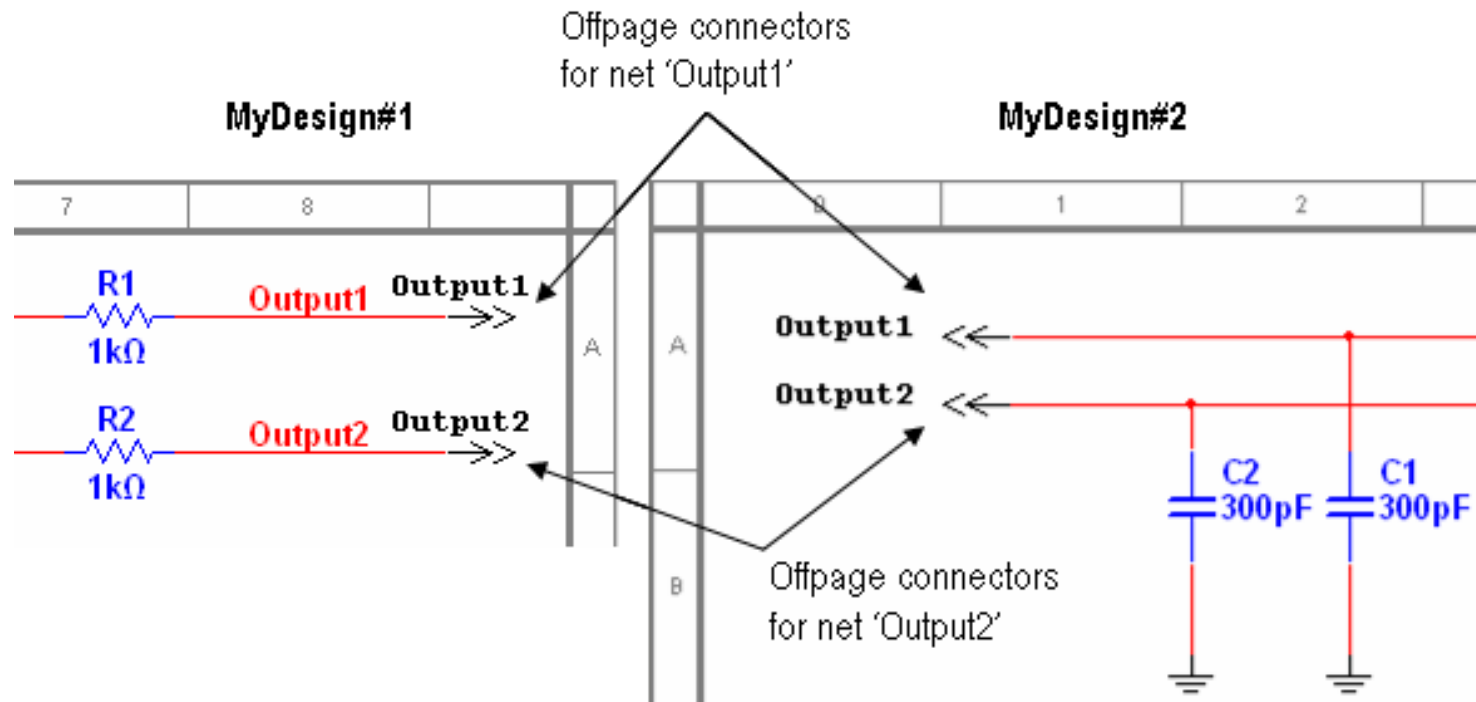 Offpage connectors
for net ‘Output1’
MyDesign#1
MyDesign#2
7
8
0
1
2
R1
Output1
Output1
1kΩ
A
A
Output1
R2
Output2
Output2
1kΩ
Output2
C2
300pF
C1
300pF
Offpage connectors
for net ‘Output2’
B